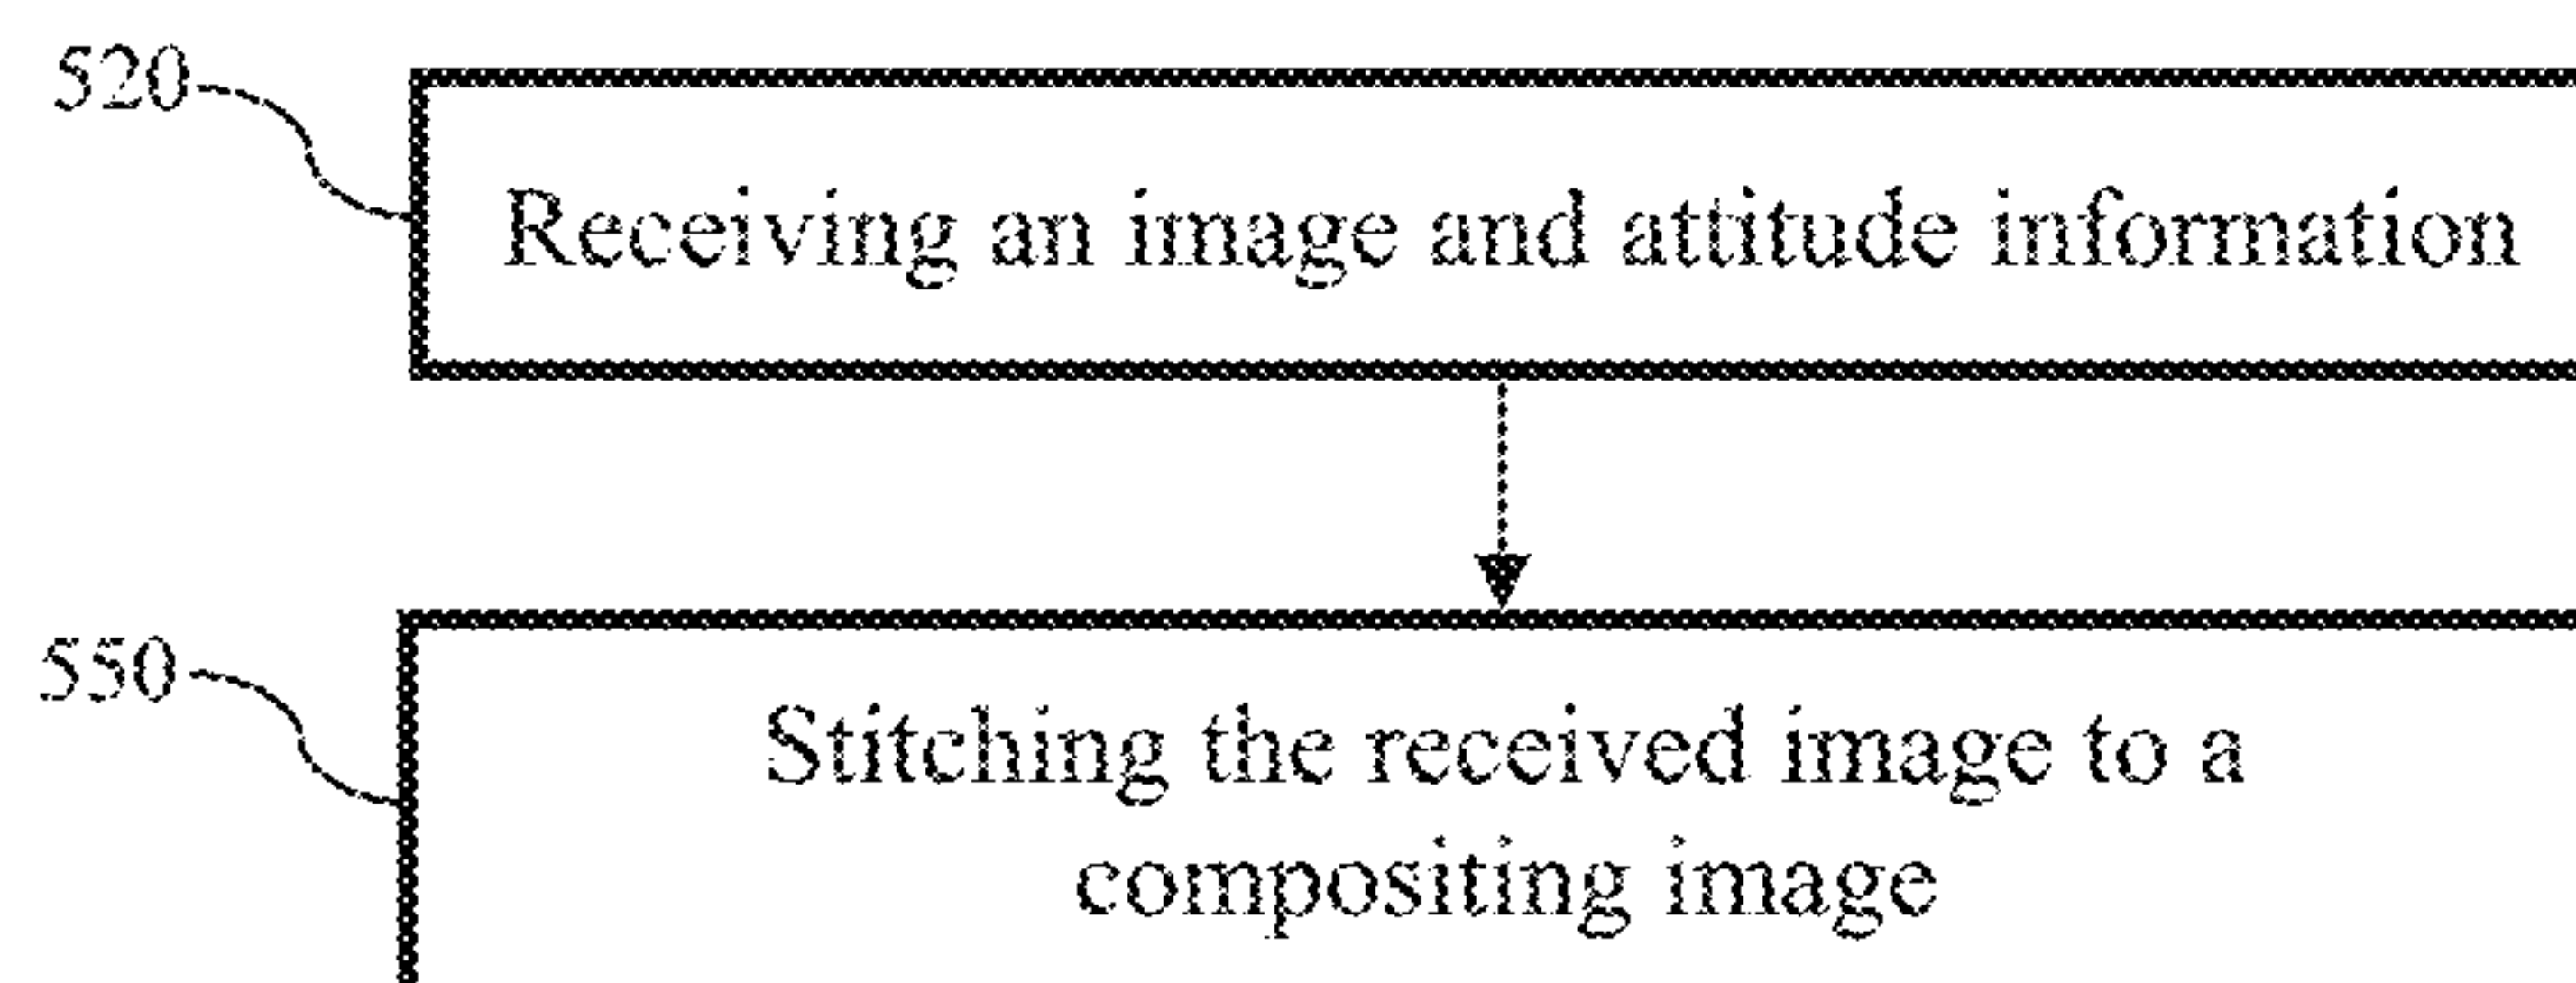 520
Receiving an image and attitude information
550
Stitching the received image to a
compositing image